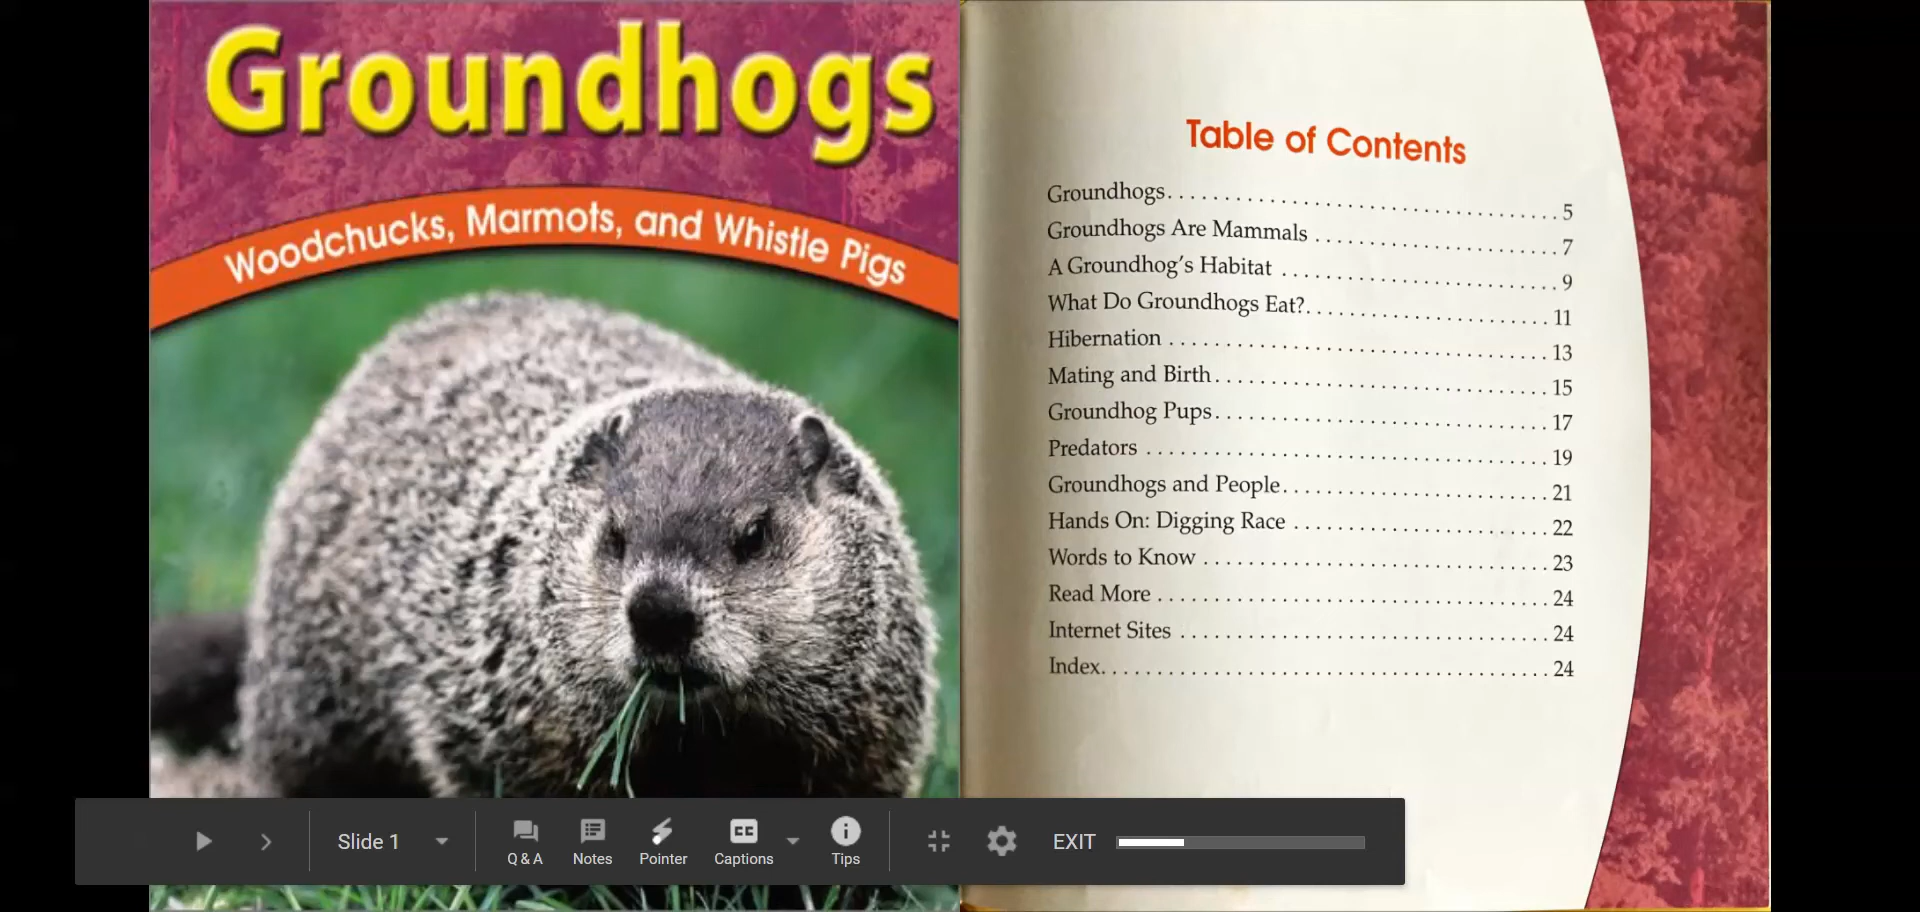 Groundhogs
Woodchucks, Marmots, and Whistle Pigs
Table of Contents
Groundhogs. . . . . . . . . . . . . . . . . . . . . . . . . . . . . . . . . . . 5
Groundhogs Are Mammals . . . . . . . . . . . . . . . . . . . . . . 7
A Groundhog's Habitat . . . . . . . . . . . . . . . . . . . . . . . . . 9
What Do Groundhogs Eat?. . . . . . . . . . . . . . . . . . . . . . 11
Hibernation . . . . . . . . . . . . . . . . . . . . . . . . . . . . . . . . . . 13
Mating and Birth . . . . . . . . . . . . . . . . . . . . . . . . . . . . . . 15
Groundhog Pups . . . . . . . . . . . . . . . . . . . . . . . . . . . . . . 17
Predators . . . . . . . . . . . . . . . . . . . . . . . . . . . . . . . . . . . . 19
Groundhogs and People. . . . . . . . . . . . . . . . . . . . . . . . 21
Hands On: Digging Race . . . . . . . . . . . . . . . . . . . . . . . 22
Words to Know . . . . . . . . . . . . . . . . . . . . . . . . . . . . . . . 23
Read More . . . . . . . . . . . . . . . . . . . . . . . . . . . . . . . . . . . 24
Internet Sites . . . . . . . . . . . . . . . . . . . . . . . . . . . . . . . . . 24
Index. . . . . . . . . . . . . . . . . . . . . . . . . . . . . . . . . . . . . . . . 24
Slide 1
Q & A
Notes
Pointer
CC
Captions
Tips
EXIT